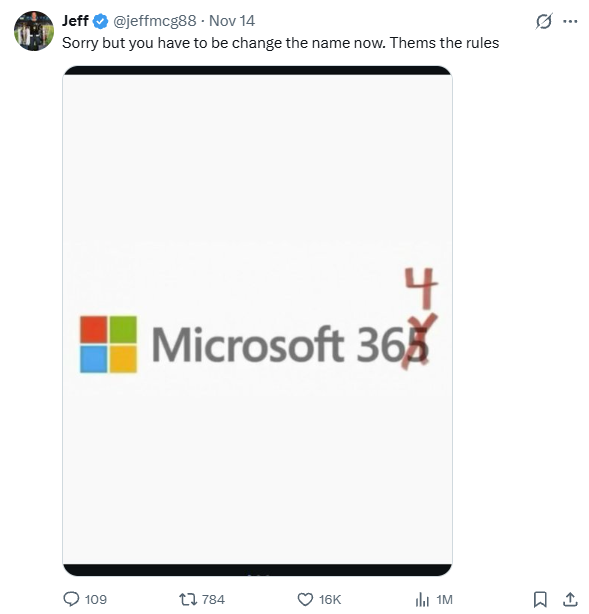 Jeff @jeffmcg88 · Nov 14
Sorry but you have to be change the name now. Thems the rules
4
Microsoft 365
109 784 16K 1M